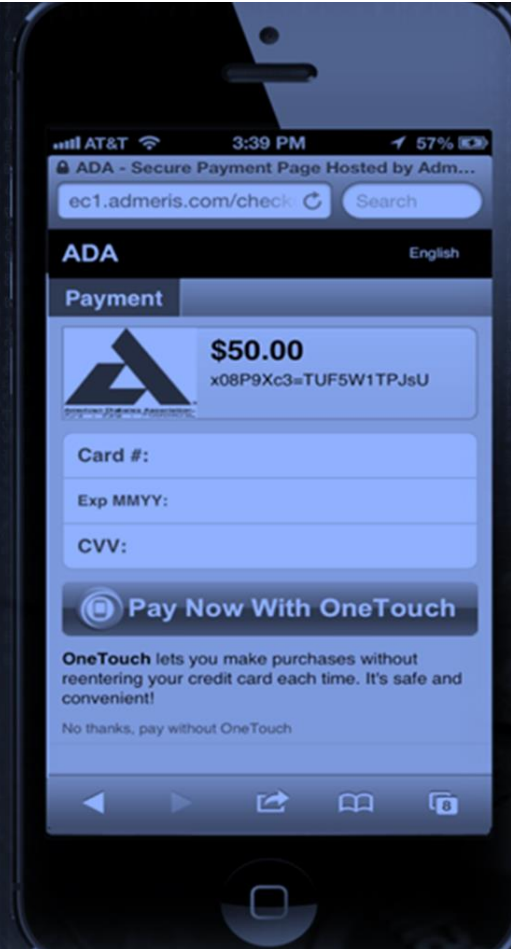 AT&T 3:39 PM 57%
ADA - Secure Payment Page Hosted by Adm...
ec1.admeris.com/check Search
ADA English
Payment
$50.00
x08P9Xc3=TUF5W1TPJsU
Card #:
Exp MMYY:
CVV:
Pay Now With OneTouch
OneTouch lets you make purchases without
reentering your credit card each time. It's safe and
convenient!
No thanks, pay without OneTouch
8